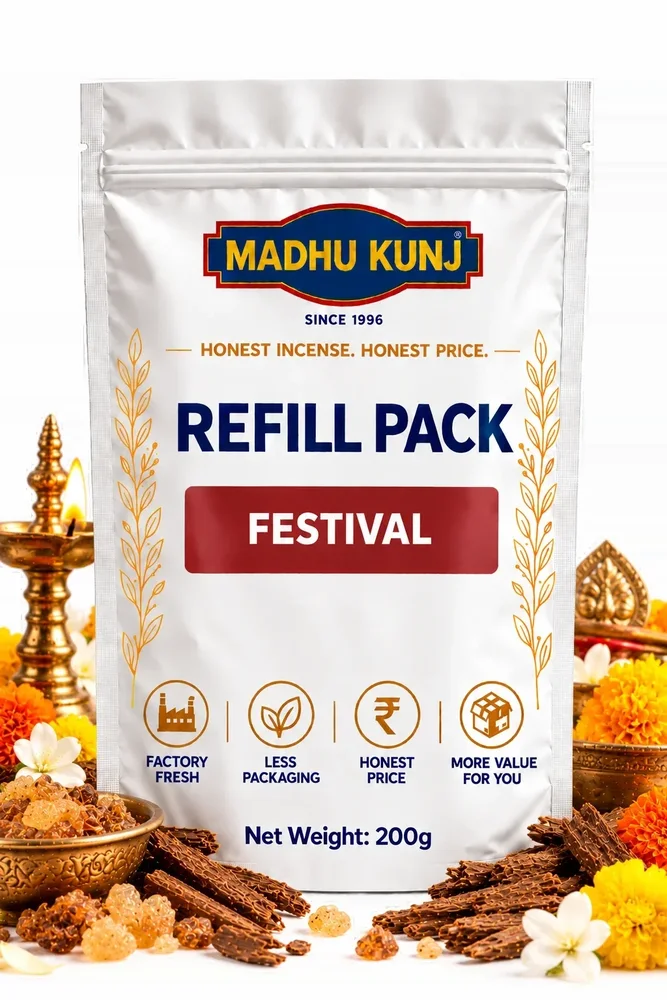 MADHU KUNJ®
SINCE 1996
HONEST INCENSE. HONEST PRICE.
REFILL PACK
FESTIVAL
FACTORY
FRESH
LESS
PACKAGING
HONEST
PRICE
MORE VALUE
FOR YOU
Net Weight: 200g